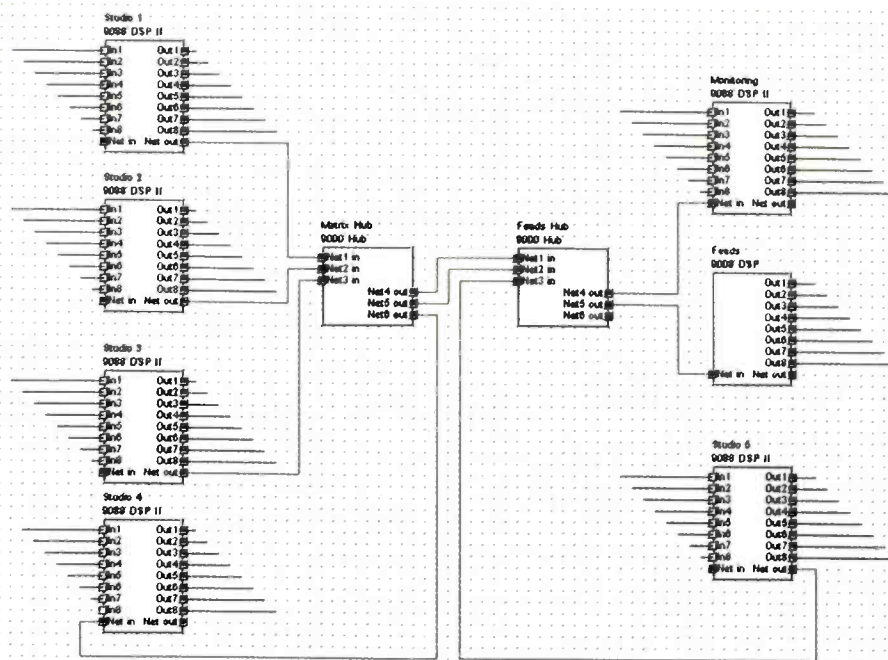 Studio 1
9088 DSP II
In1 Out1
In2 Out2
In3 Out3
In4 Out4
In5 Out5
In6 Out6
In7 Out7
In8 Out8
Net in Net out
Studio 2
9088 DSP II
In1 Out1
In2 Out2
In3 Out3
In4 Out4
In5 Out5
In6 Out6
In7 Out7
In8 Out8
Net in Net out
Studio 3
9088 DSP II
In1 Out1
In2 Out2
In3 Out3
In4 Out4
In5 Out5
In6 Out6
In7 Out7
In8 Out8
Net in Net out
Studio 4
9088 DSP II
In1 Out1
In2 Out2
In3 Out3
In4 Out4
In5 Out5
In6 Out6
In7 Out7
In8 Out8
Net in Net out
Matrix Hub
9000 Hub
Net1 in
Net2 in
Net3 in
Net4 out
Net5 out
Net6 out
Feeds Hub
9000 Hub
Net1 in
Net2 in
Net3 in
Net4 out
Net5 out
Net6 out
Monitoring
9088 DSP II
In1 Out1
In2 Out2
In3 Out3
In4 Out4
In5 Out5
In6 Out6
In7 Out7
In8 Out8
Net in Net out
Feeds
9008 DSP
Out1
Out2
Out3
Out4
Out5
Out6
Out7
Out8
Net in Net out
Studio 5
9088 DSP II
In1 Out1
In2 Out2
In3 Out3
In4 Out4
In5 Out5
In6 Out6
In7 Out7
In8 Out8
Net in Net out